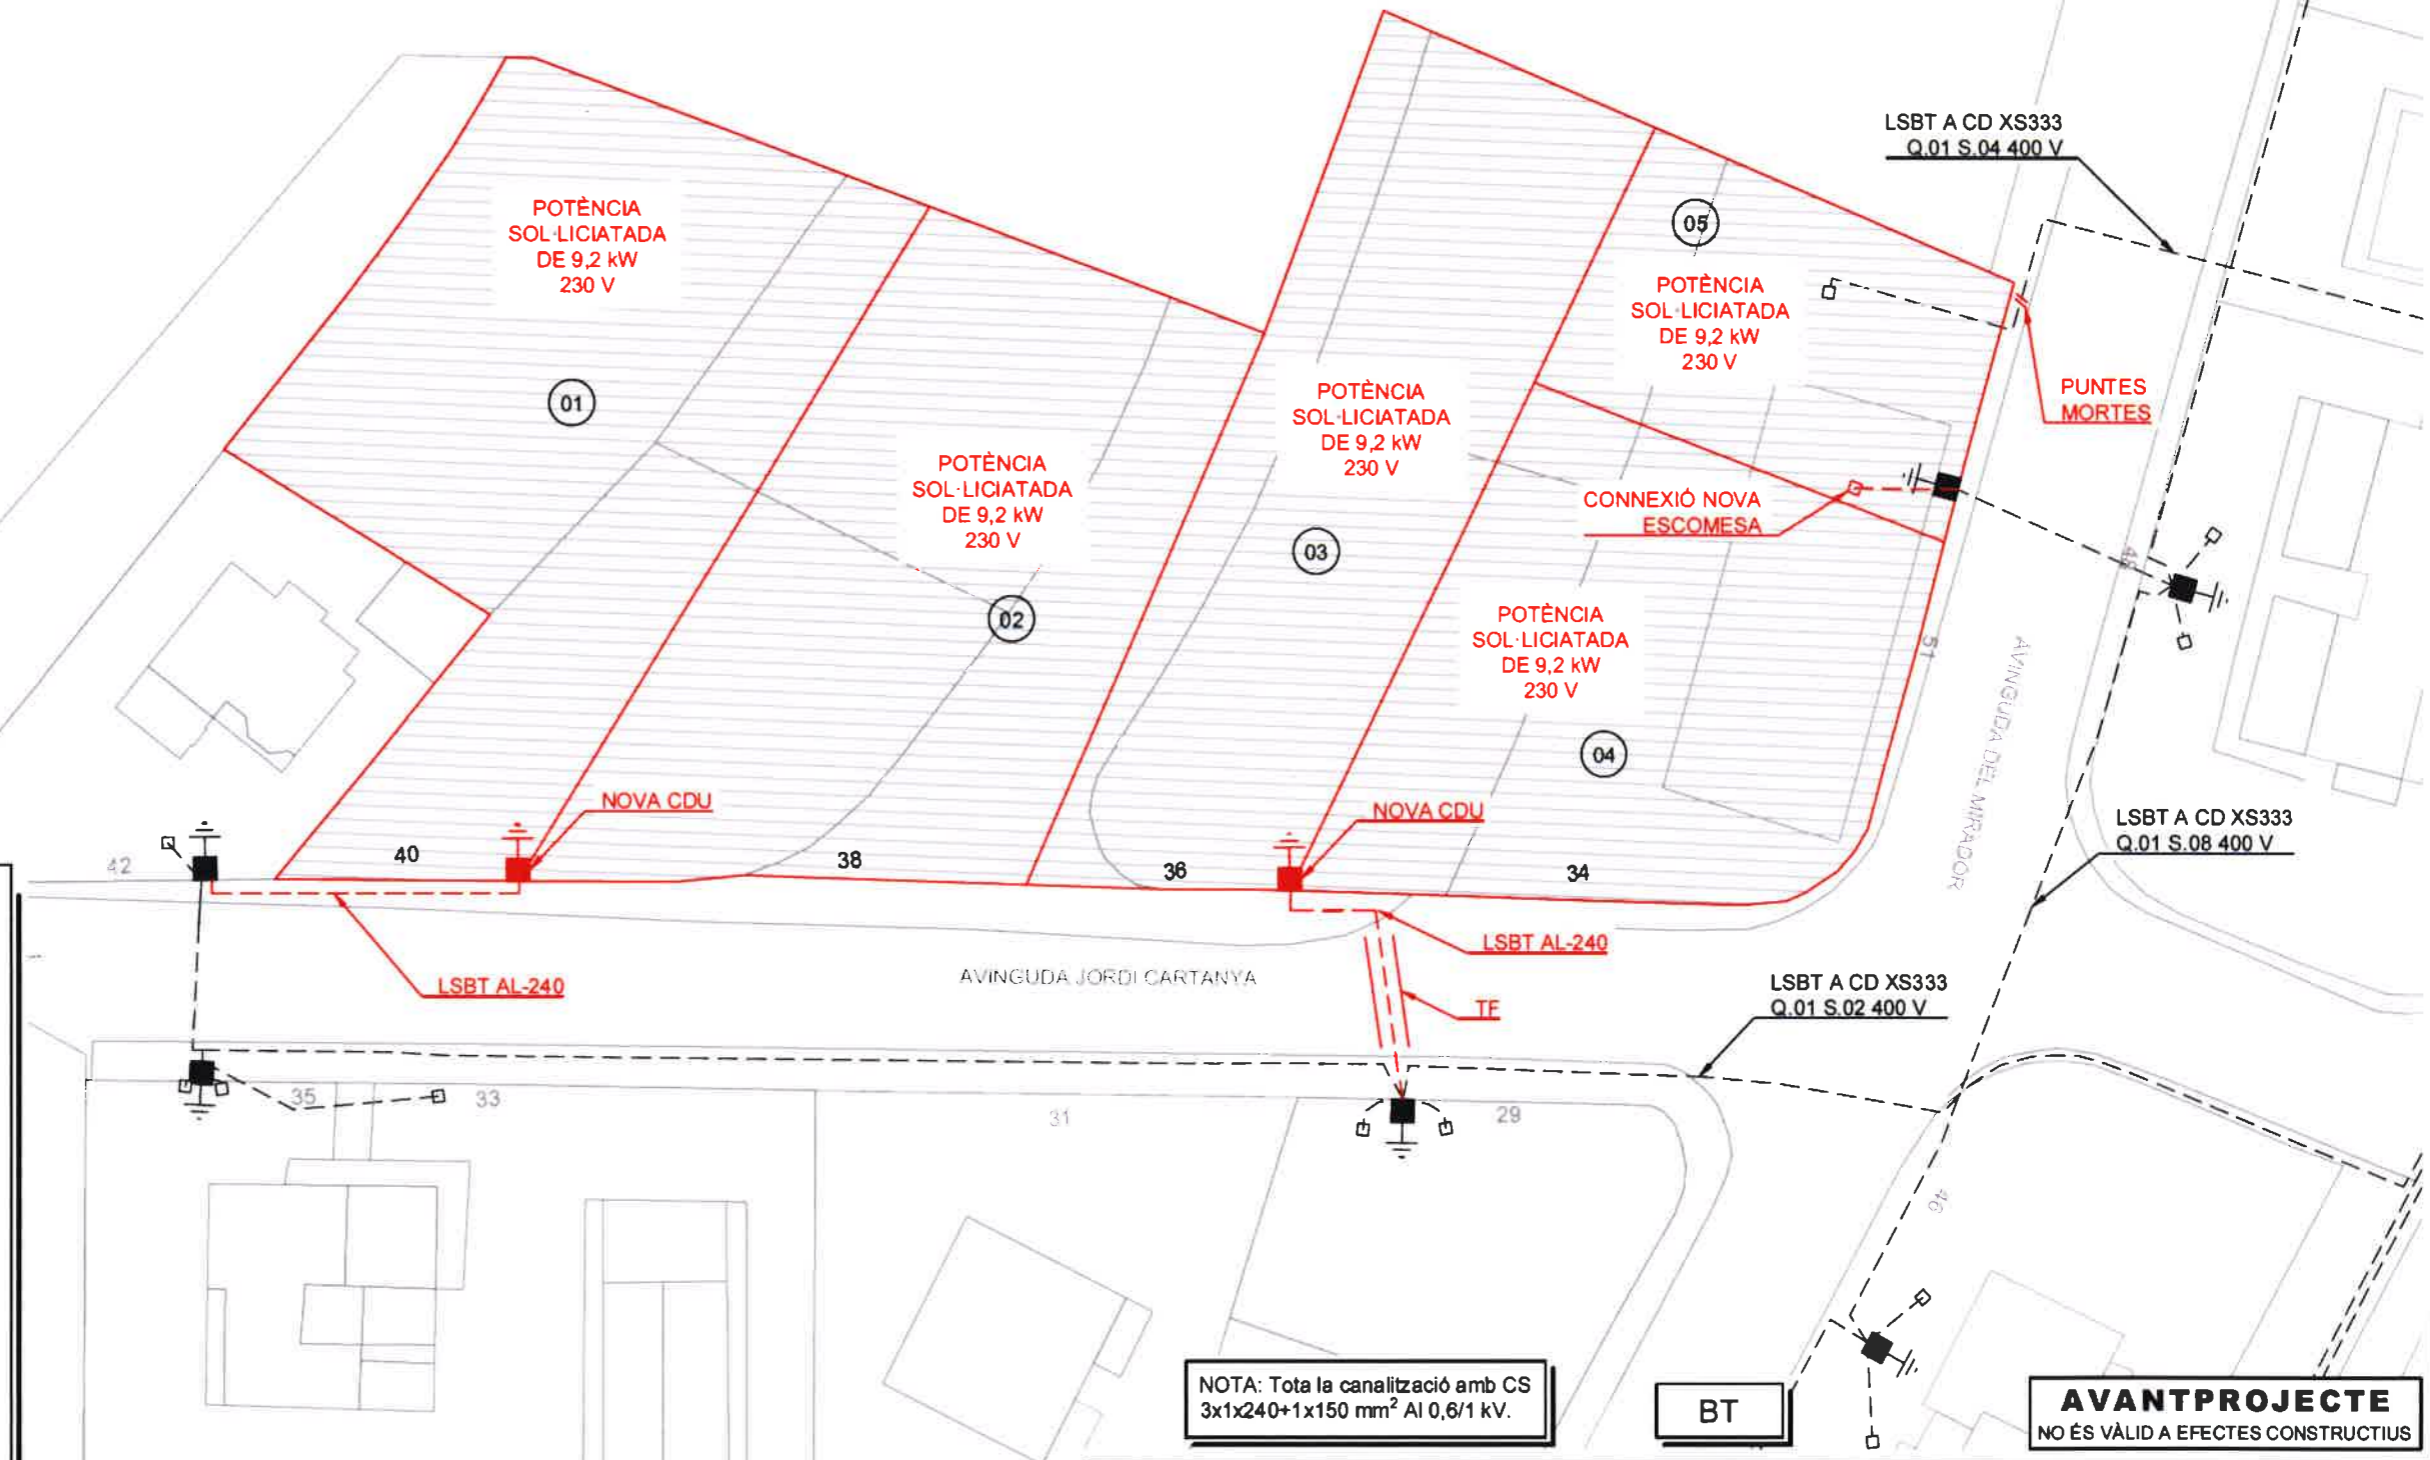 LSBT A CD XS333
Q.01 S.04 400 V
POTÈNCIA
SOL·LICIATADA
DE 9,2 kW
230 V
01
POTÈNCIA
SOL·LICIATADA
DE 9,2 kW
230 V
02
POTÈNCIA
SOL·LICIATADA
DE 9,2 kW
230 V
03
05
POTÈNCIA
SOL·LICIATADA
DE 9,2 kW
230 V
PUNTES
MORTES
CONNEXIÓ NOVA
ESCOMESA
POTÈNCIA
SOL·LICIATADA
DE 9,2 kW
230 V
04
51
48
AVINGUDA DEL MIRADOR
NOVA CDU
NOVA CDU
LSBT A CD XS333
Q.01 S.08 400 V
42
40
38
36
34
LSBT AL-240
LSBT AL-240
AVINGUDA JORDI CARTANYA
TF
LSBT A CD XS333
Q.01 S.02 400 V
35
33
31
29
46
NOTA: Tota la canalització amb CS
3x1x240+1x150 mm² Al 0,6/1 kV.
BT
AVANTPROJECTE
NO ÉS VÀLID A EFECTES CONSTRUCTIUS